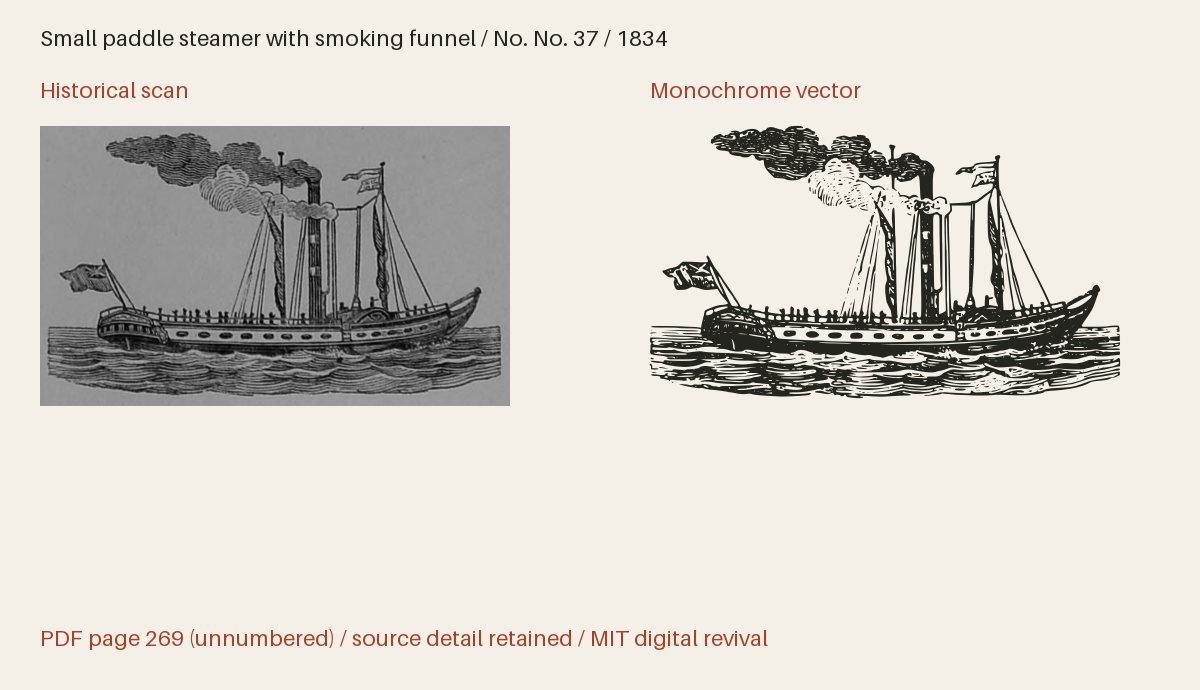 Small paddle steamer with smoking funnel / No. No. 37 / 1834
Historical scan
Monochrome vector
PDF page 269 (unnumbered) / source detail retained / MIT digital revival